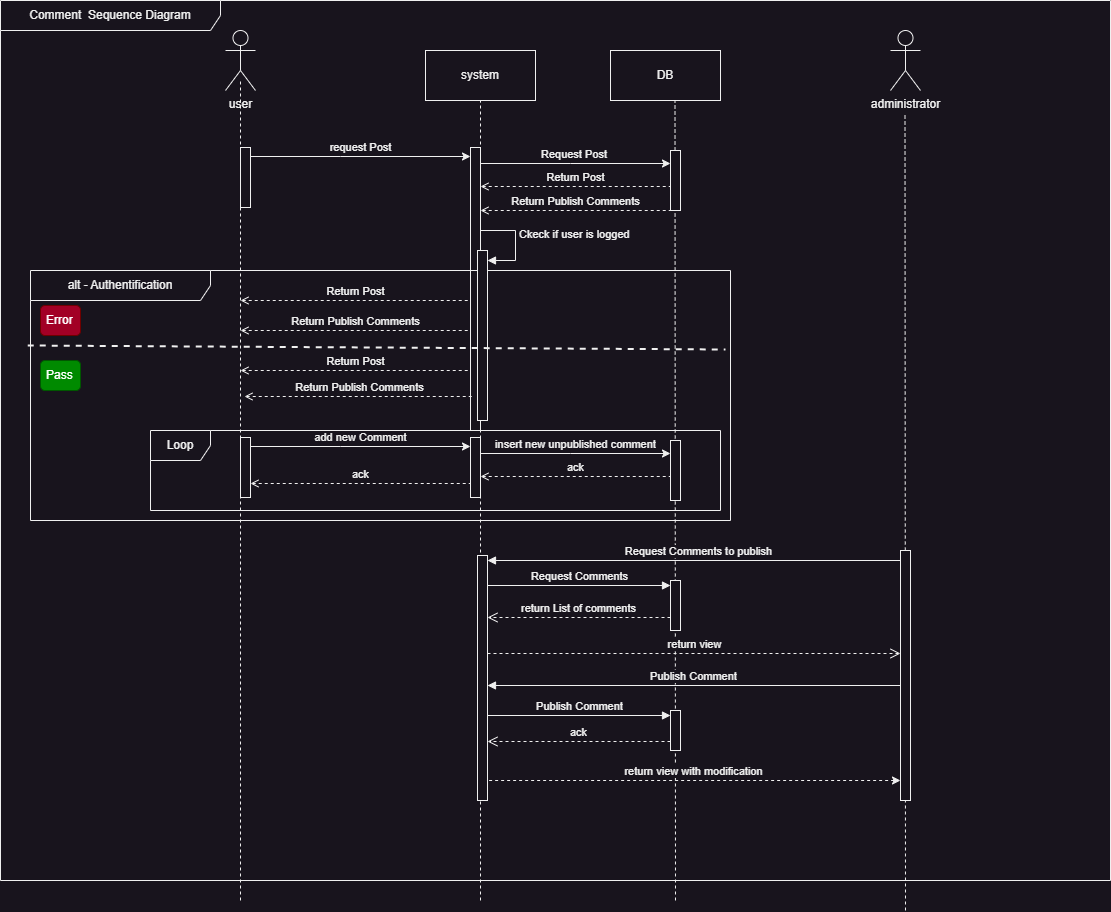 Comment  Sequence Diagram
user
system
DB
administrator
request Post
Request Post
Return Post
Return Publish Comments
Ckeck if user is logged
alt - Authentification
Return Post
Error
Return Publish Comments
Return Post
Pass
Return Publish Comments
Loop
add new Comment
insert new unpublished comment
ack
ack
Request Comments to publish
Request Comments
return List of comments
return view
Publish Comment
Publish Comment
ack
return view with modification